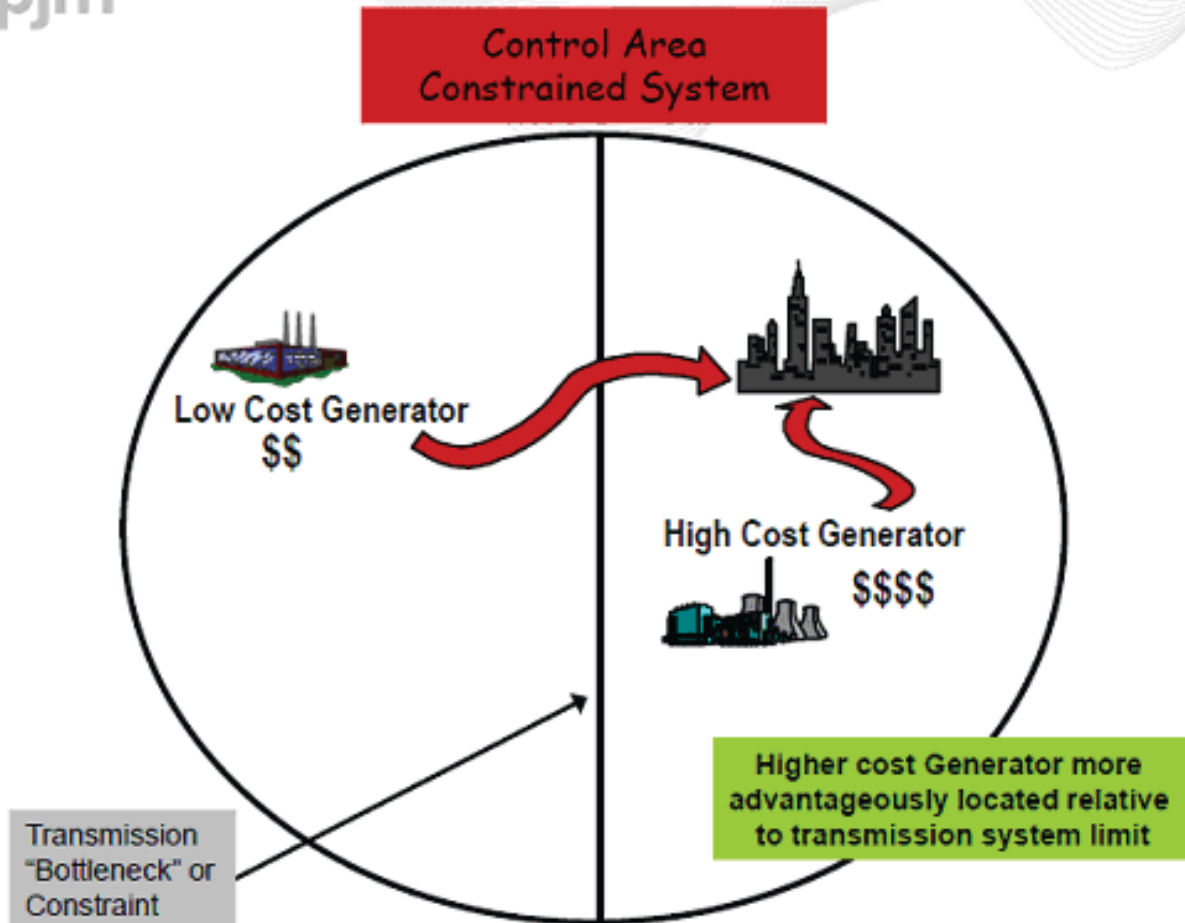 pjm
Control Area
Constrained System
Low Cost Generator
$$
High Cost Generator
$$$$
Higher cost Generator more
advantageously located relative
to transmission system limit
Transmission
"Bottleneck" or
Constraint